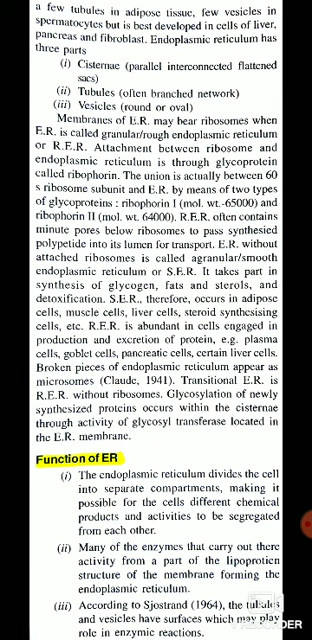 a few tubules in adipose tissue, few vesicles in
spermatocytes but is best developed in cells of liver,
pancreas and fibroblast. Endoplasmic reticulum has
three parts
(i) Cisternae (parallel interconnected flattened
sacs)
(ii) Tubules (often branched network)
(iii) Vesicles (round or oval)
Membranes of E.R. may bear ribosomes when
E.R. is called granular/rough endoplasmic reticulum
or R.E.R. Attachment between ribosome and
endoplasmic reticulum is through glycoprotein
called ribophorin. The union is actually between 60
s ribosome subunit and E.R. by means of two types
of glycoproteins : ribophorin I (mol. wt.-65000) and
ribophorin II (mol. wt. 64000). R.E.R. often contains
minute pores below ribosomes to pass synthesied
polypetide into its lumen for transport. E.R. without
attached ribosomes is called agranular/smooth
endoplasmic reticulum or S.E.R. It takes part in
synthesis of glycogen, fats and sterols, and
detoxification. S.E.R., therefore, occurs in adipose
cells, muscle cells, liver cells, steroid synthesising
cells, etc. R.E.R. is abundant in cells engaged in
production and excretion of protein, e.g. plasma
cells, goblet cells, pancreatic cells, certain liver cells.
Broken pieces of endoplasmic reticulum appear as
microsomes (Claude, 1941). Transitional E.R. is
R.E.R. without ribosomes. Glycosylation of newly
synthesized proteins occurs within the cisternae
through activity of glycosyl transferase located in
the E.R. membrane.
Function of ER
(i) The endoplasmic reticulum divides the cell
into separate compartments, making it
possible for the cells different chemical
products and activities to be segregated
from each other.
(ii) Many of the enzymes that carry out there
activity from a part of the lipoprotien
structure of the membrane forming the
endoplasmic reticulum.
(iii) According to Sjostrand (1964), the tubules
and vesicles have surfaces which may play
role in enzymic reactions.